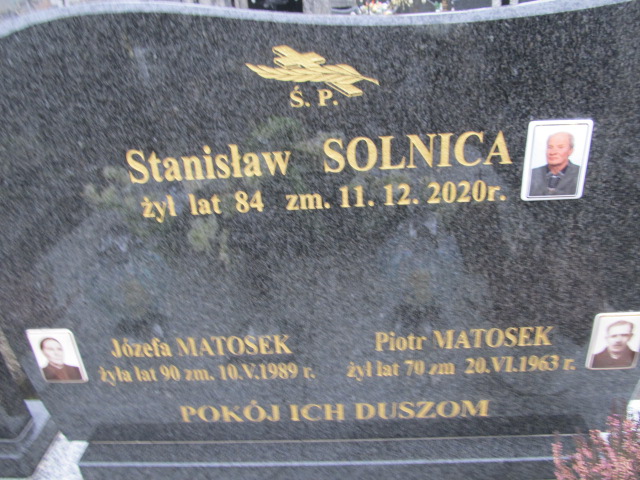 Ś. P.
Stanisław SOLNICA
żył lat 84 zm. 11. 12. 2020r.
Józefa MATOSEK
żyła lat 90 zm. 10.V.1989 r.
Piotr MATOSEK
żył lat 70 zm 20.VI.1963 r.
POKÓJ ICH DUSZOM